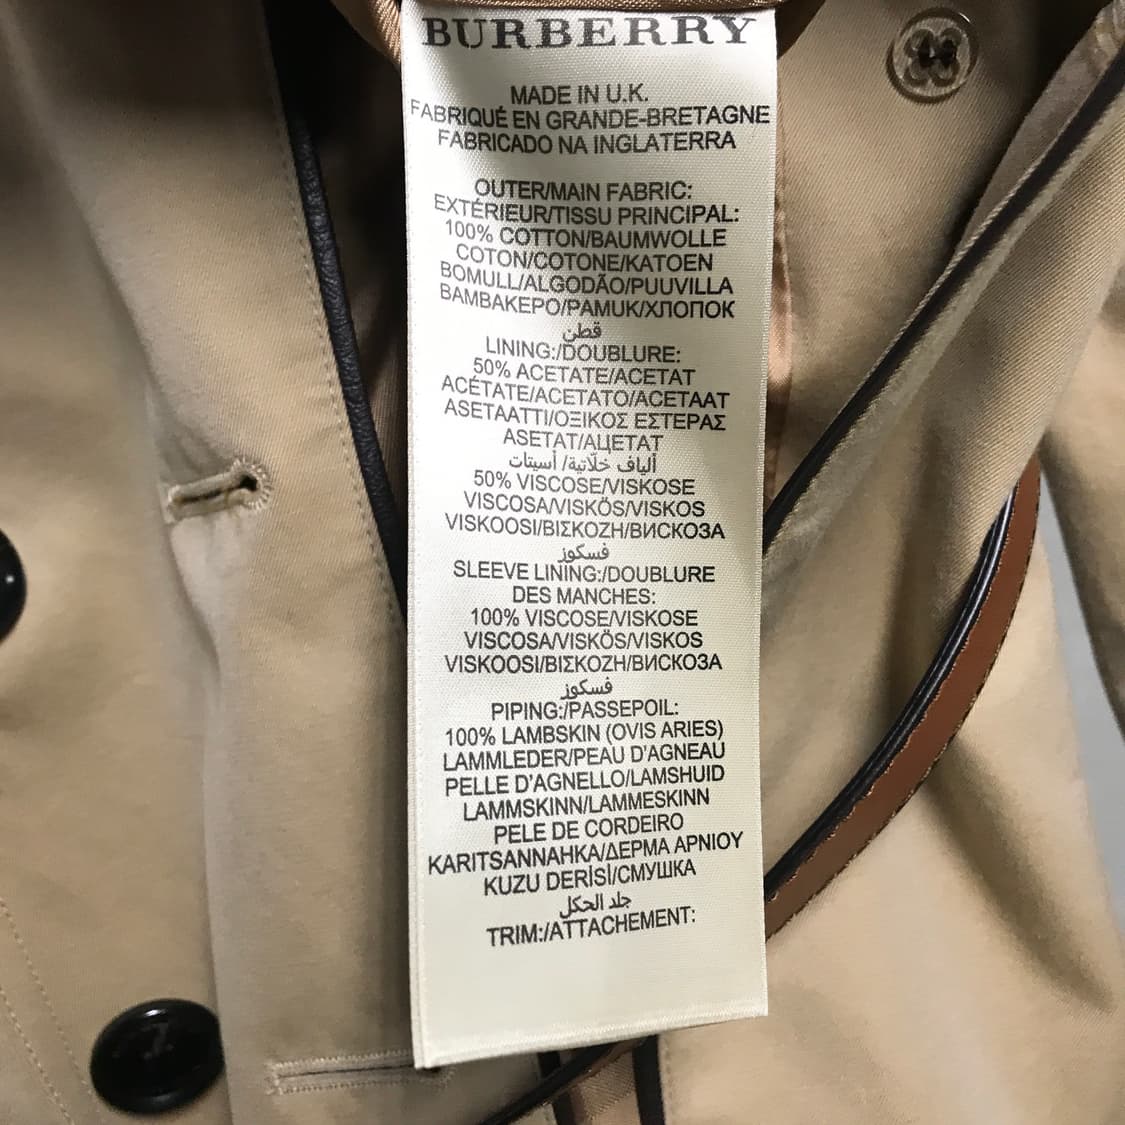 BURBERRY
MADE IN U.K.
FABRIQUÉ EN GRANDE-BRETAGNE
FABRICADO NA INGLATERRA
OUTER/MAIN FABRIC:
EXTÉRIEUR/TISSU PRINCIPAL:
100% COTTON/BAUMWOLLE
COTON/COTONE/KATOEN
BOMULL/ALGODÃO/PUUVILLA
ΒΑΜΒΑΚΕΡΟ/PAMUK/ХЛОПОК
قطن
LINING:/DOUBLURE:
50% ACETATE/ACETAT
ACÉTATE/ACETATO/ACETAAT
ASETAATTI/ΟΞΙΚΟΣ ΕΣΤΕΡΑΣ
ASETAT/АЦЕТАТ
ألياف خلّاتية/ أسيتات
50% VISCOSE/VISKOSE
VISCOSA/VISKÖS/VISKOS
VISKOOSI/ΒΙΣΚΟΖΗ/ВИСКОЗА
فسكوز
SLEEVE LINING:/DOUBLURE
DES MANCHES:
100% VISCOSE/VISKOSE
VISCOSA/VISKÖS/VISKOS
VISKOOSI/ΒΙΣΚΟΖΗ/ВИСКОЗА
فسكوز
PIPING:/PASSEPOIL:
100% LAMBSKIN (OVIS ARIES)
LAMMLEDER/PEAU D'AGNEAU
PELLE D'AGNELLO/LAMSHUID
LAMMSKINN/LAMMESKINN
PELE DE CORDEIRO
KARITSANNAHKA/ΔΕΡΜΑ ΑΡΝΙΟΥ
KUZU DERİSİ/СМУШКА
جلد الحكل
TRIM:/ATTACHEMENT: